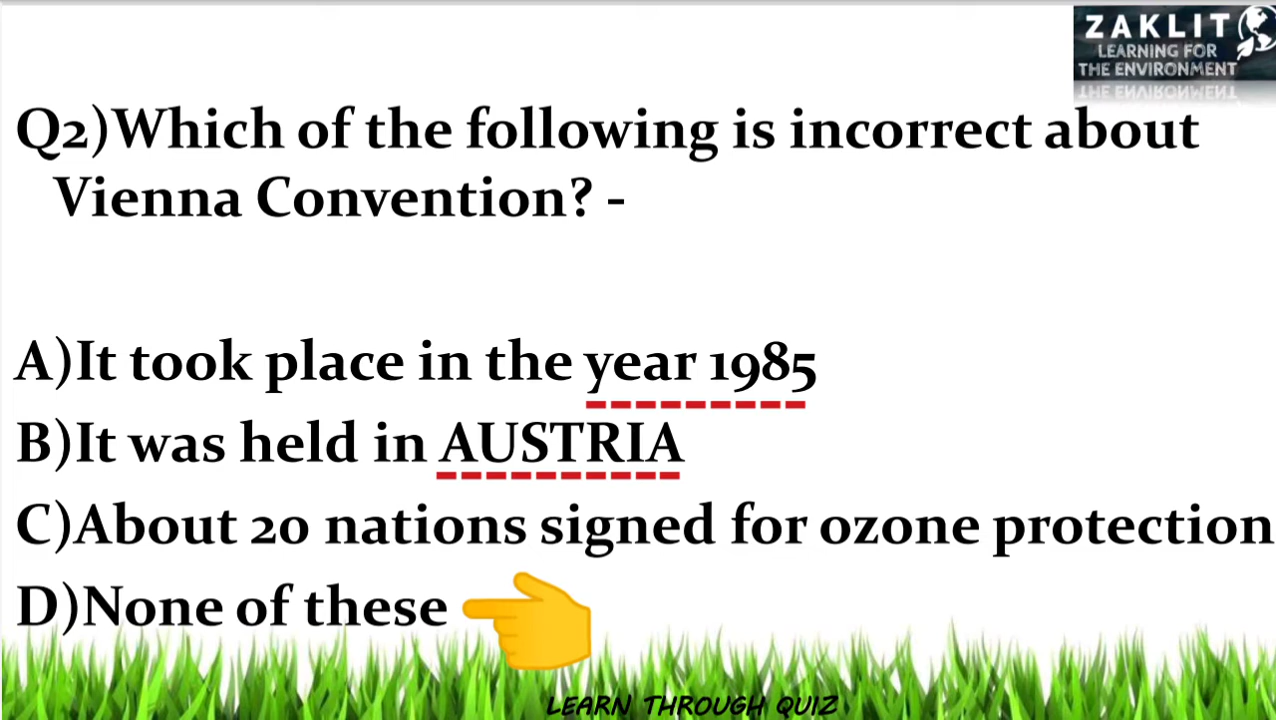 ZAKLIT
LEARNING FOR
THE ENVIRONMENT
Q2)Which of the following is incorrect about
Vienna Convention? -
A)It took place in the year 1985
B)It was held in AUSTRIA
C)About 20 nations signed for ozone protection
D)None of these
LEARN THROUGH QUIZ